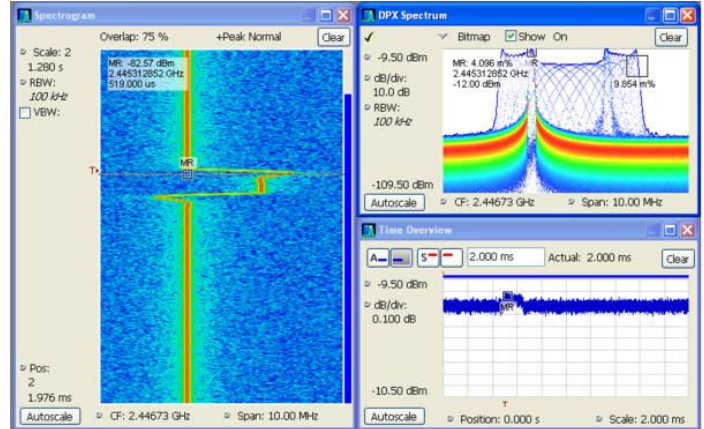 Spectrogram
Overlap: 75 %
+Peak Normal
Clear
Scale: 2
1.280 s
RBW:
100 kHz
VBW:
MR: -82.57 dBm
2.445312852 GHz
519.000 us
MR
T
Pos:
2
1.976 ms
Autoscale
CF: 2.44673 GHz
Span: 10.00 MHz
DPX Spectrum
Bitmap
Show
On
Clear
-9.50 dBm
dB/div:
10.0 dB
RBW:
100 kHz
MR: 4.096 m%
MR
2.445312852 GHz
-12.00 dBm
9.854 m%
-109.50 dBm
Autoscale
CF: 2.44673 GHz
Span: 10.00 MHz
Time Overview
A
S
2.000 ms
Actual: 2.000 ms
Clear
-9.50 dBm
dB/div:
0.100 dB
MR
-10.50 dBm
T
Autoscale
Position: 0.000 s
Scale: 2.000 ms